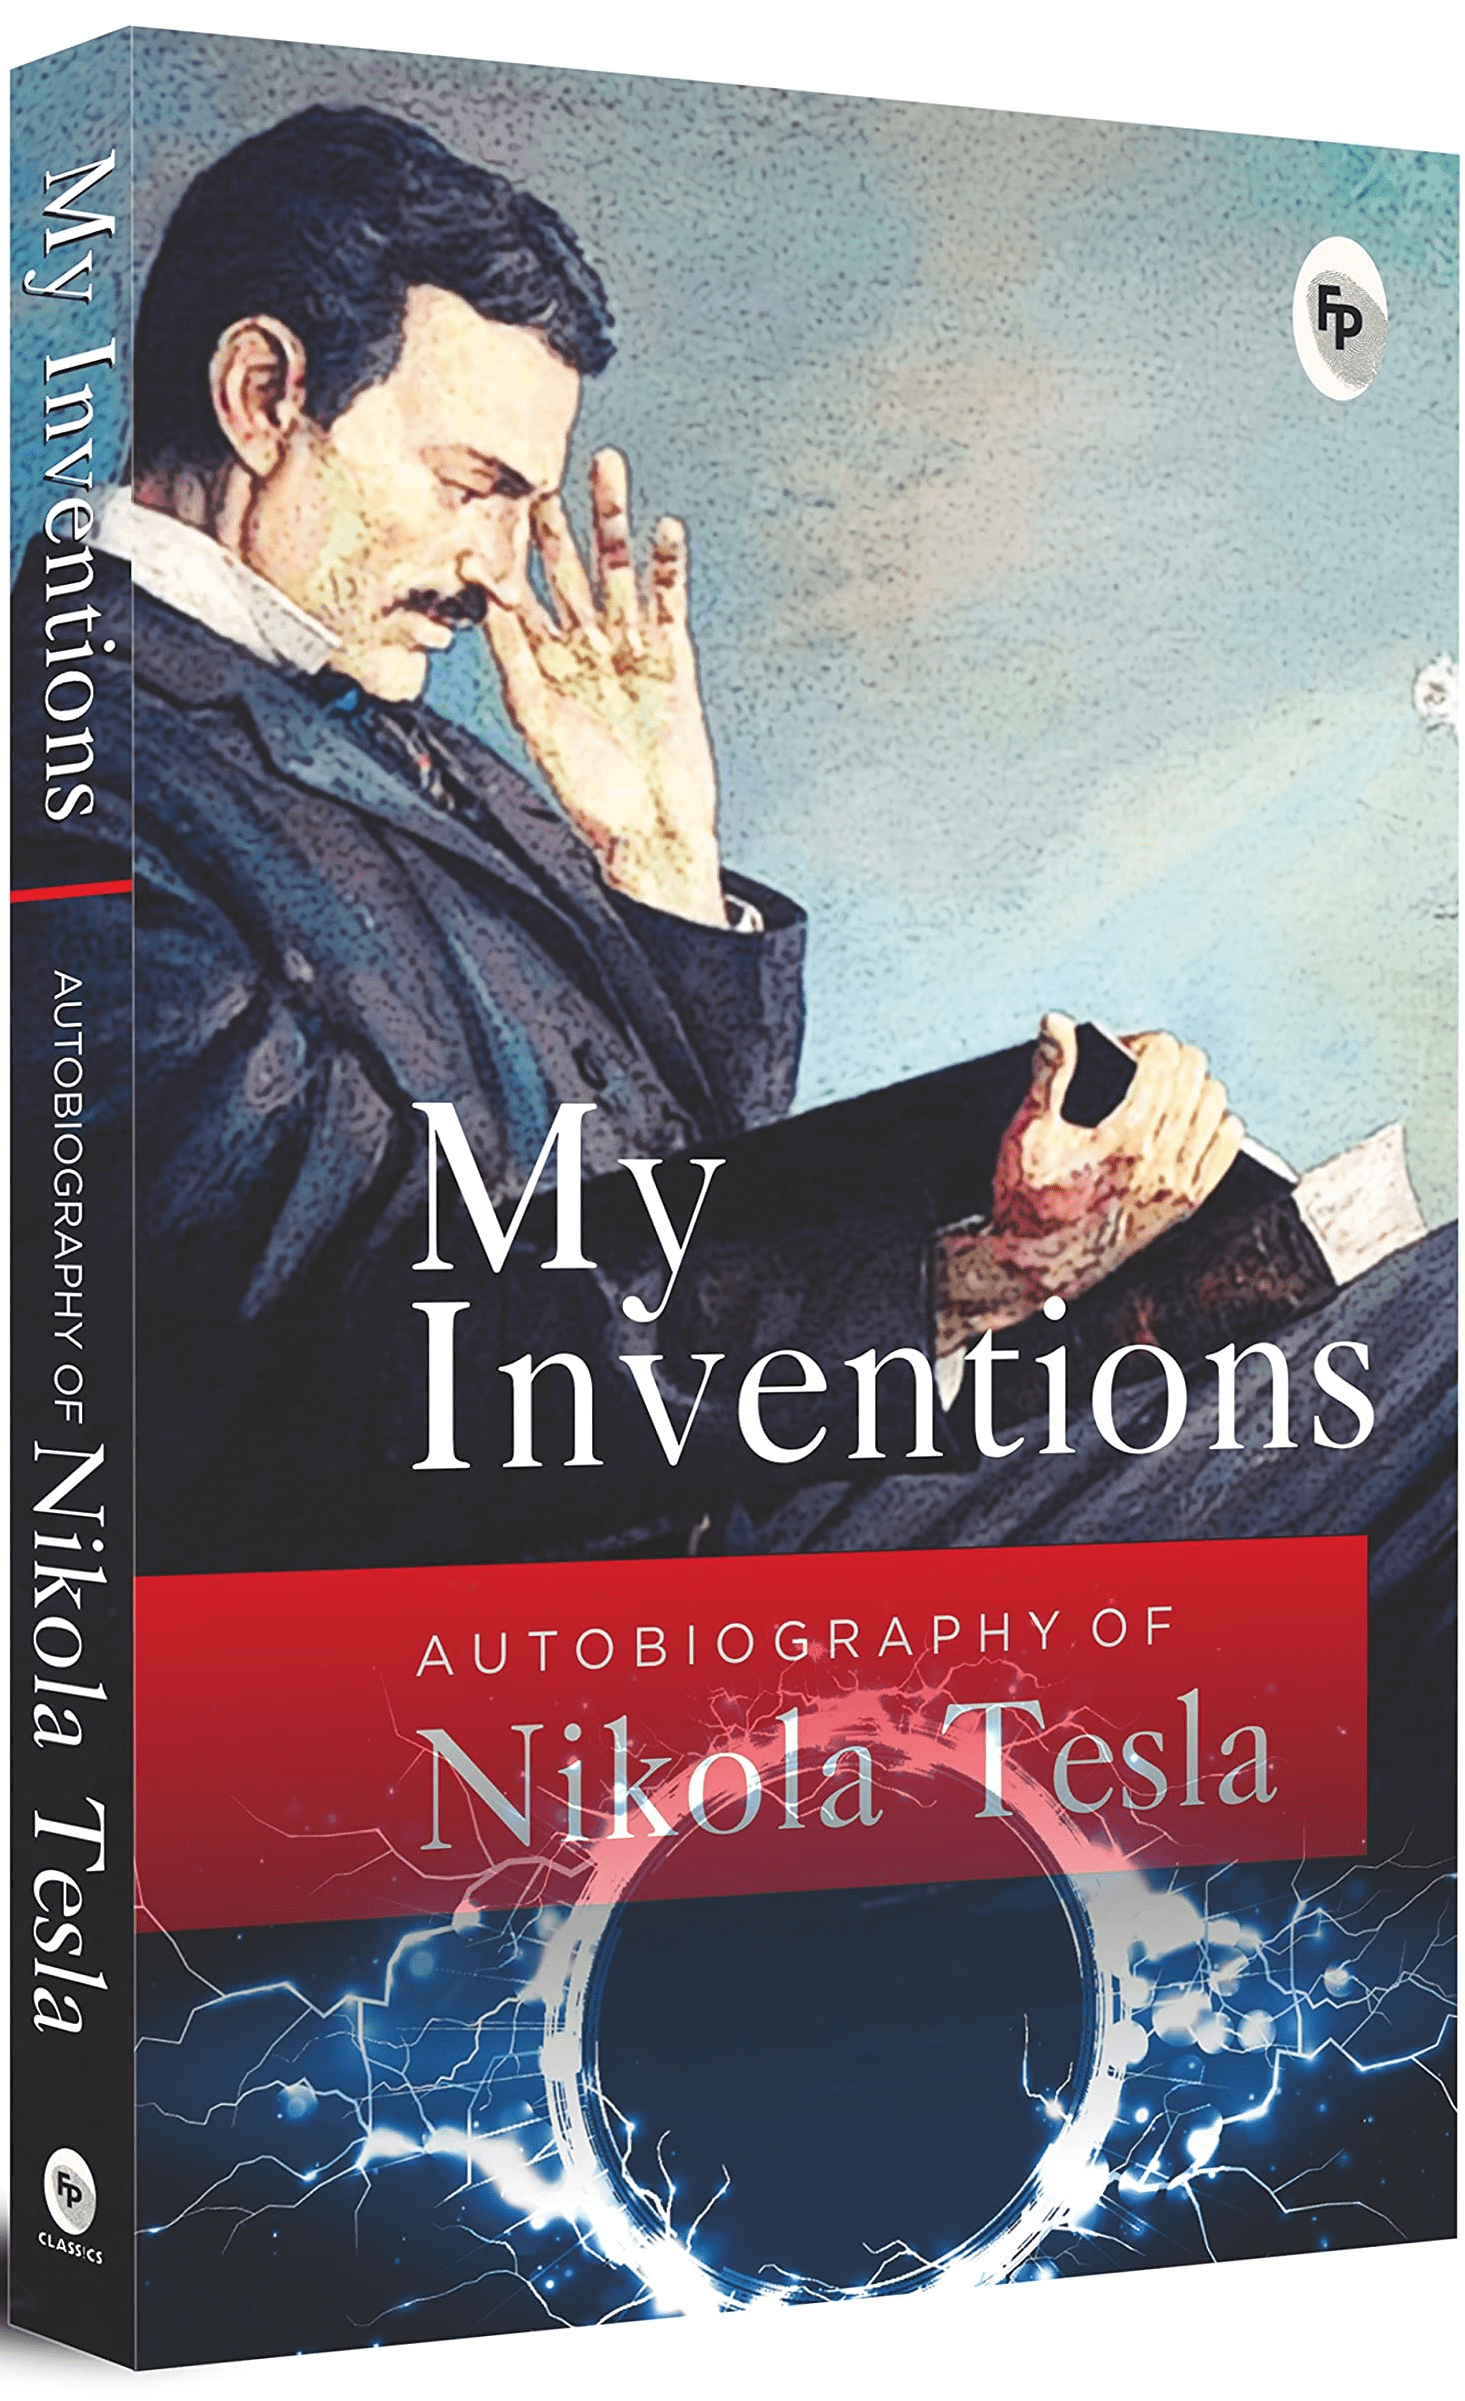 My Inventions
AUTOBIOGRAPHY OF Nikola Tesla
FP
CLASSICS
FP
My
Inventions
AUTOBIOGRAPHY OF
Nikola Tesla